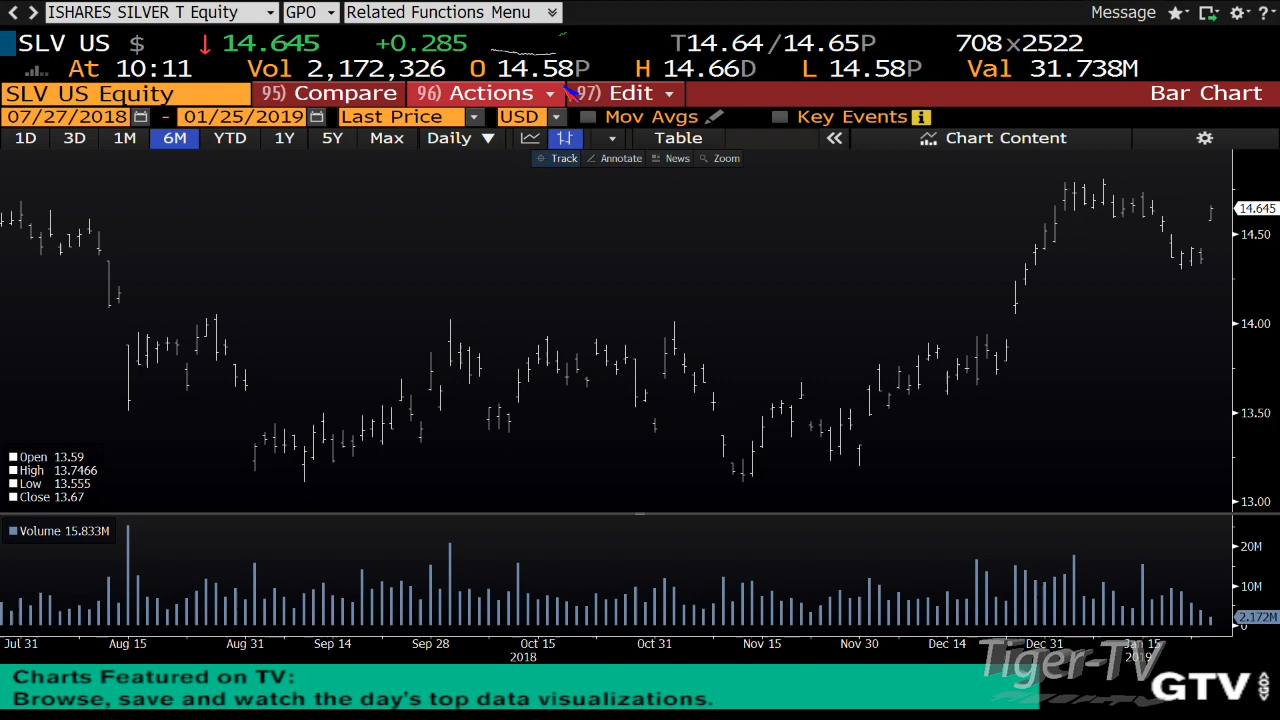 ISHARES SILVER T Equity GPO Related Functions Menu Message ?
SLV US $ 14.645 +0.285 T14.64/14.65P 708x2522
At 10:11 Vol 2,172,326 O 14.58P H 14.66D L 14.58P Val 31.738M
SLV US Equity 95) Compare 96) Actions 97) Edit Bar Chart
07/27/2018 - 01/25/2019 Last Price USD Mov Avgs Key Events
1D 3D 1M 6M YTD 1Y 5Y Max Daily Table Chart Content
Track Annotate News Zoom
14.645
14.50
14.00
13.50
13.00
Open 13.59
High 13.7466
Low 13.555
Close 13.67
Volume 15.833M
20M
10M
2.172M
0
Jul 31 Aug 15 Aug 31 Sep 14 Sep 28 Oct 15 Oct 31 Nov 15 Nov 30 Dec 14 Dec 31 Jan 15
2018 2019
Tiger-TV
Charts Featured on TV:
Browse, save and watch the day's top data visualizations.
GTV